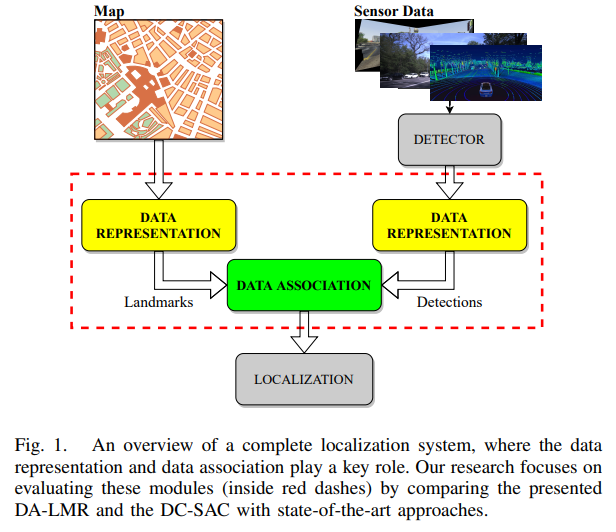 Map
Sensor Data
DETECTOR
DATA
REPRESENTATION
DATA
REPRESENTATION
Landmarks
DATA ASSOCIATION
Detections
LOCALIZATION
Fig. 1. An overview of a complete localization system, where the data
representation and data association play a key role. Our research focuses on
evaluating these modules (inside red dashes) by comparing the presented
DA-LMR and the DC-SAC with state-of-the-art approaches.